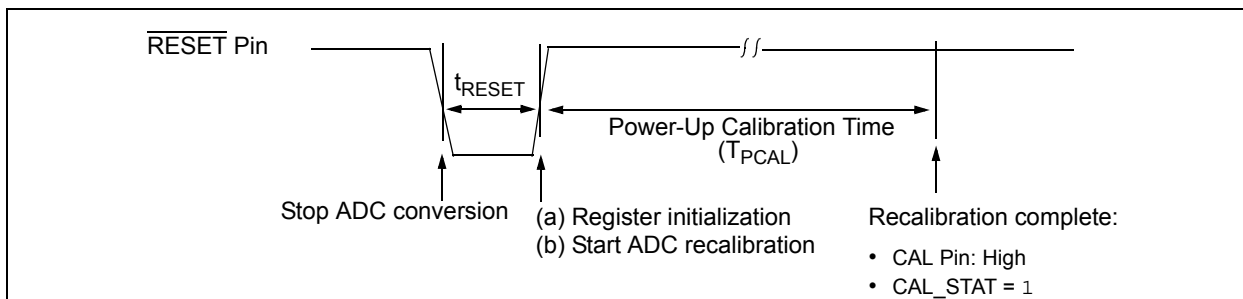 RESET Pin
tRESET
Power-Up Calibration Time
(TPCAL)
Stop ADC conversion
(a) Register initialization
(b) Start ADC recalibration
Recalibration complete:
• CAL Pin: High
• CAL_STAT = 1